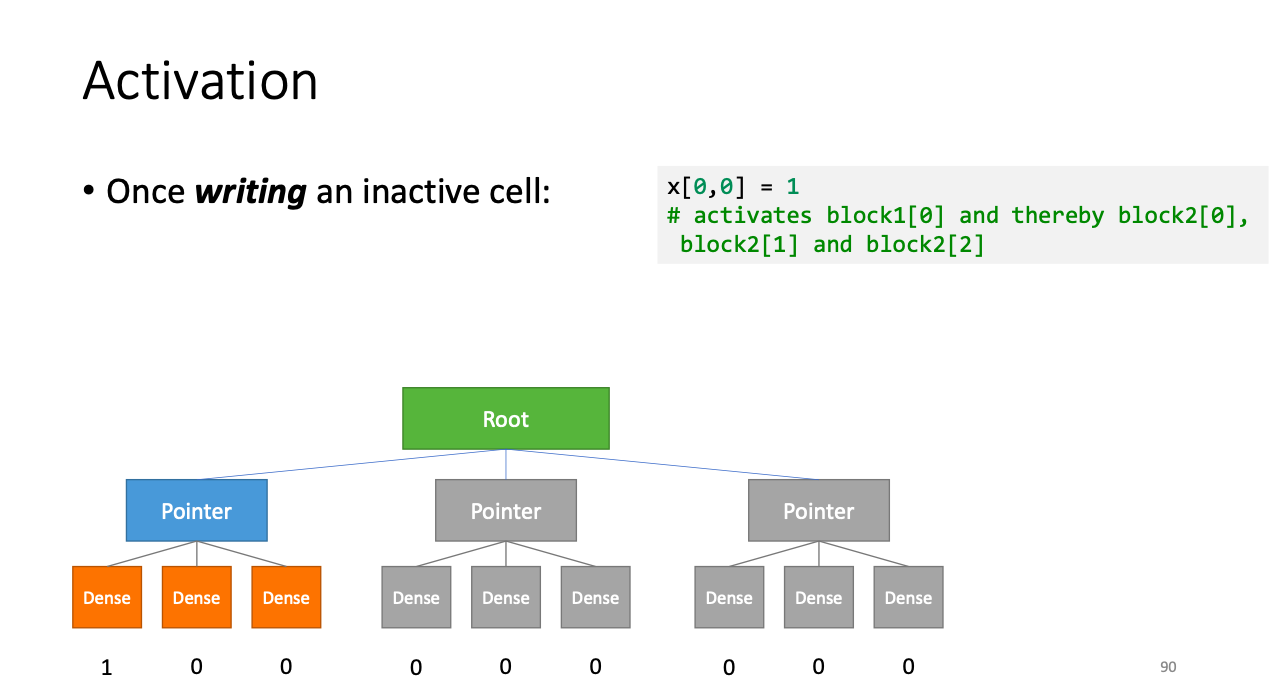 Activation
• Once writing an inactive cell:
x[0,0] = 1
# activates block1[0] and thereby block2[0],
block2[1] and block2[2]
Root
Pointer Pointer Pointer
Dense Dense Dense Dense Dense Dense Dense Dense Dense
1 0 0 0 0 0 0 0 0
90